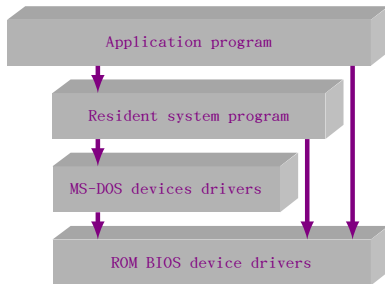 Application program
Resident system program
MS-DOS devices drivers
ROM BIOS device drivers